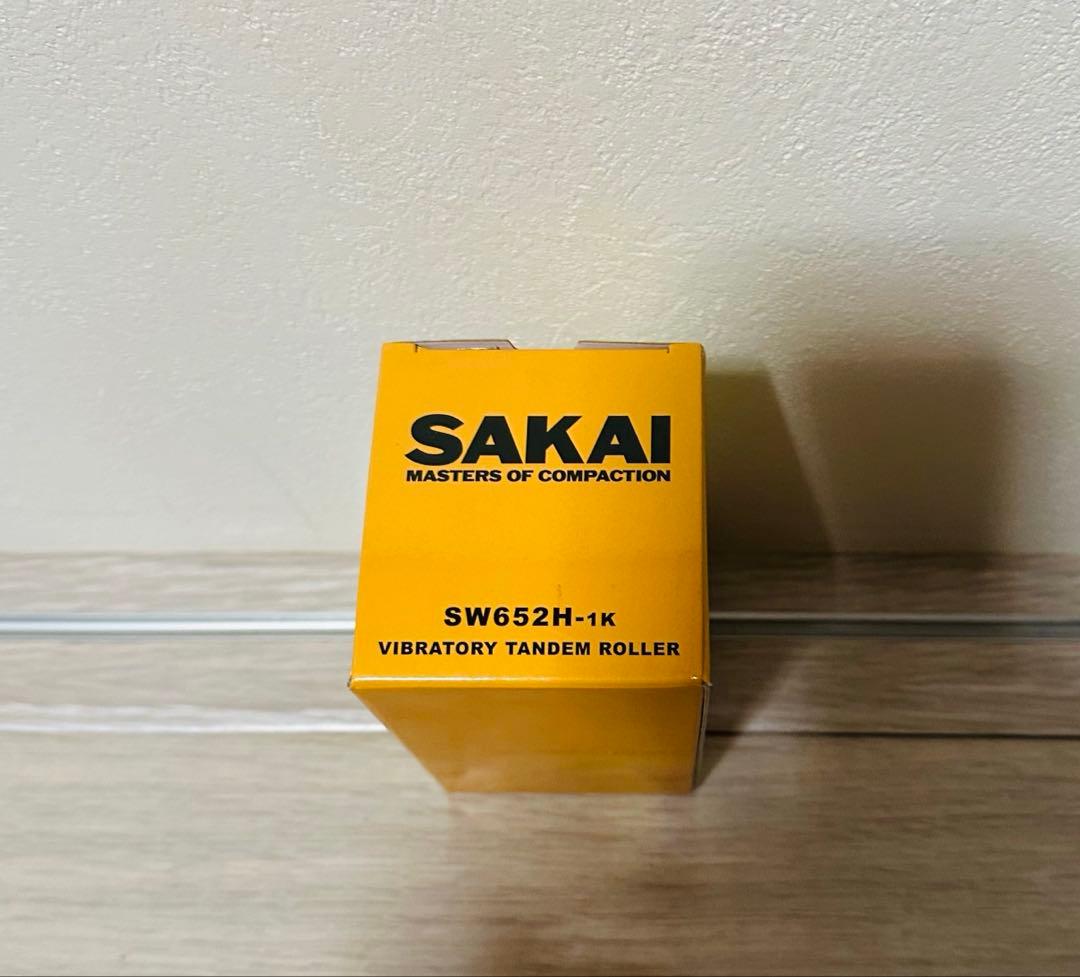 SAKAI
MASTERS OF COMPACTION
SW652H-1K
VIBRATORY TANDEM ROLLER